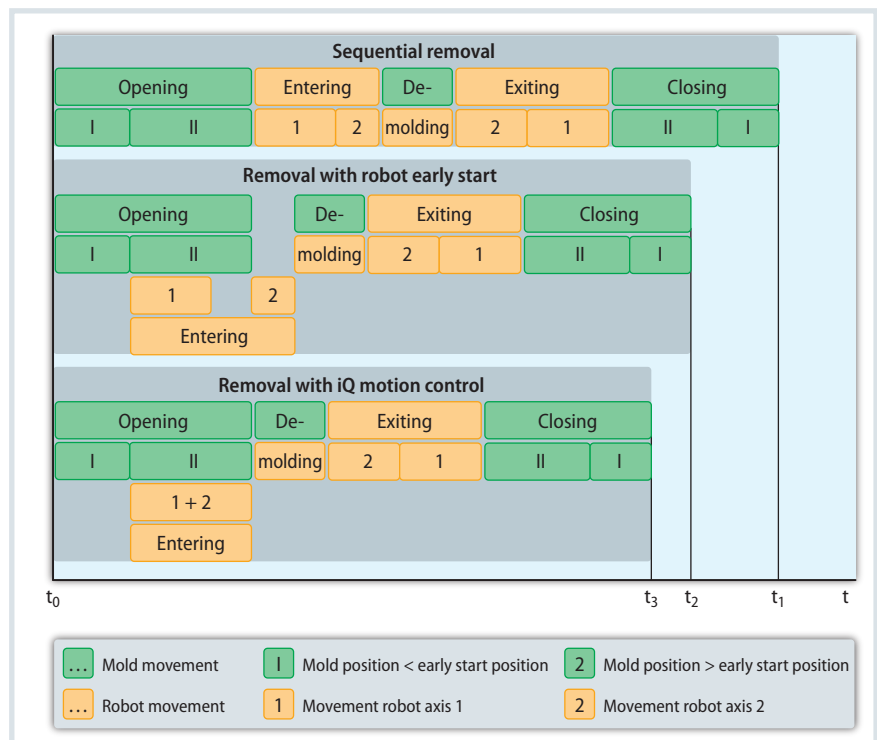 Sequential removal
Opening Entering De- Exiting Closing
I II 1 2 molding 2 1 II I
Removal with robot early start
Opening De- Exiting Closing
I II molding 2 1 II I
1 2
Entering
Removal with iQ motion control
Opening De- Exiting Closing
I II molding 2 1 II I
1 + 2
Entering
t0 t3 t2 t1 t
... Mold movement I Mold position < early start position 2 Mold position > early start position
... Robot movement 1 Movement robot axis 1 2 Movement robot axis 2